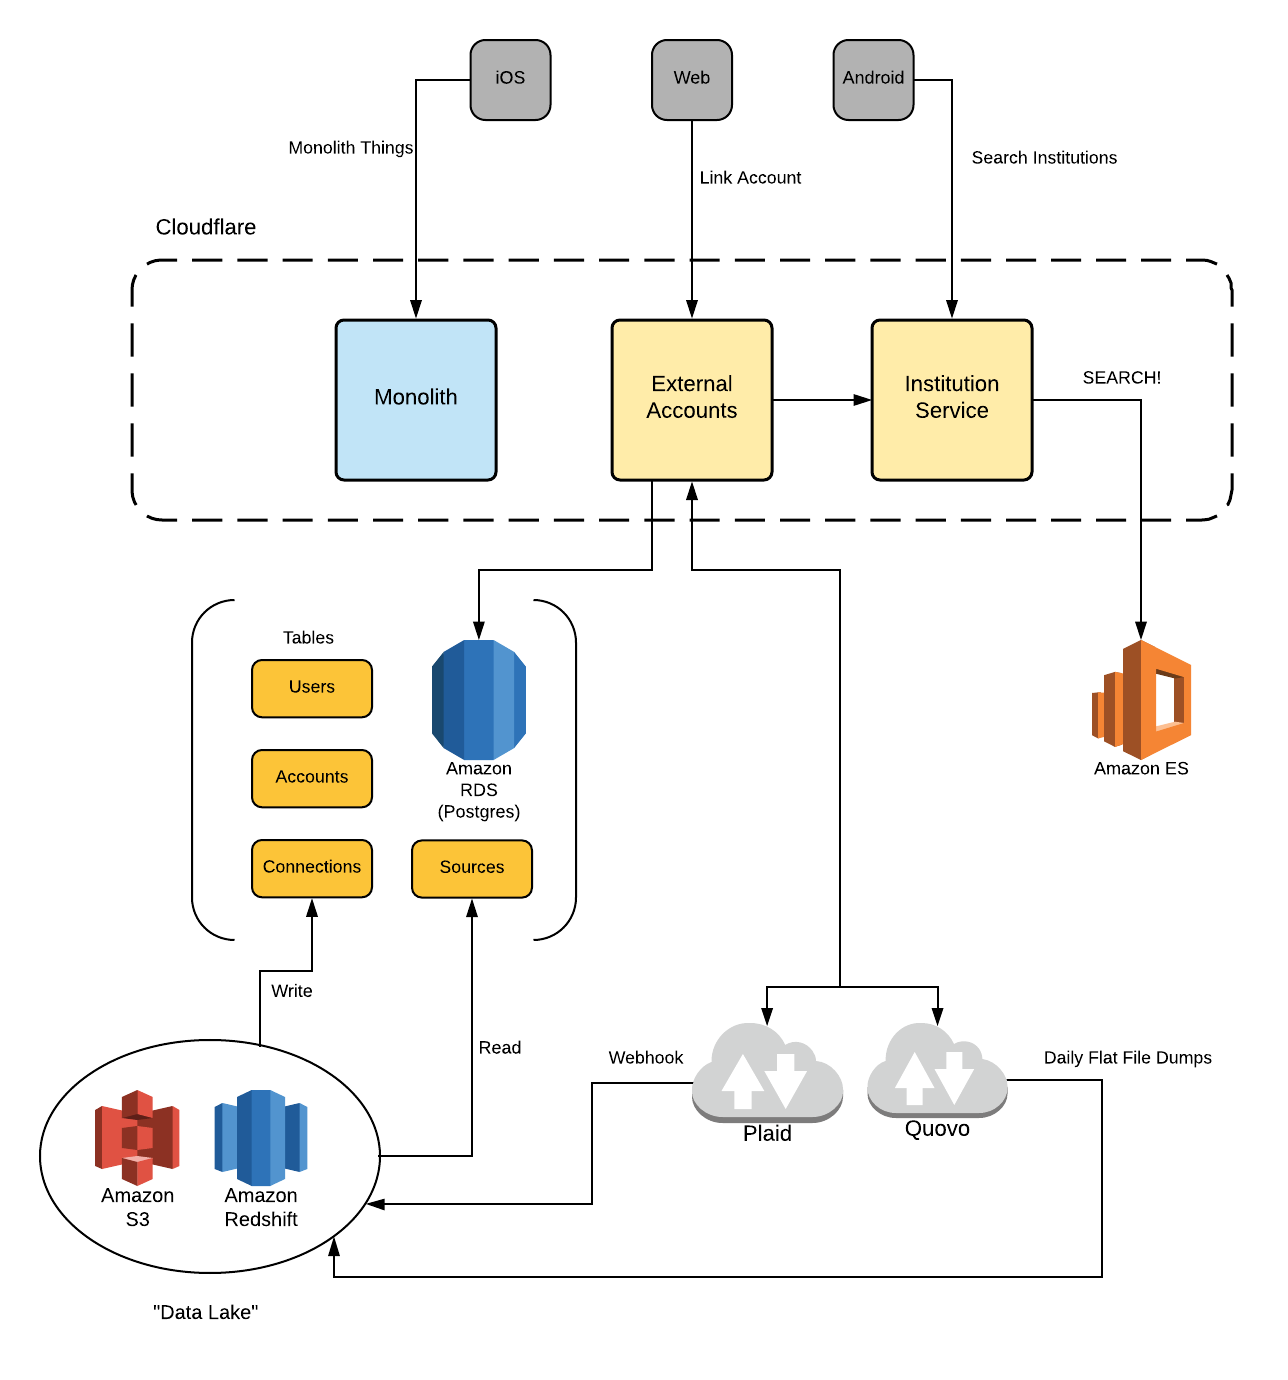 iOS
Web
Android
Monolith Things
Link Account
Search Institutions
Cloudflare
Monolith
External
Accounts
Institution
Service
SEARCH!
Tables
Users
Accounts
Connections
Amazon
RDS
(Postgres)
Sources
Amazon ES
Write
Read
Webhook
Daily Flat File Dumps
Plaid
Quovo
Amazon
S3
Amazon
Redshift
"Data Lake"